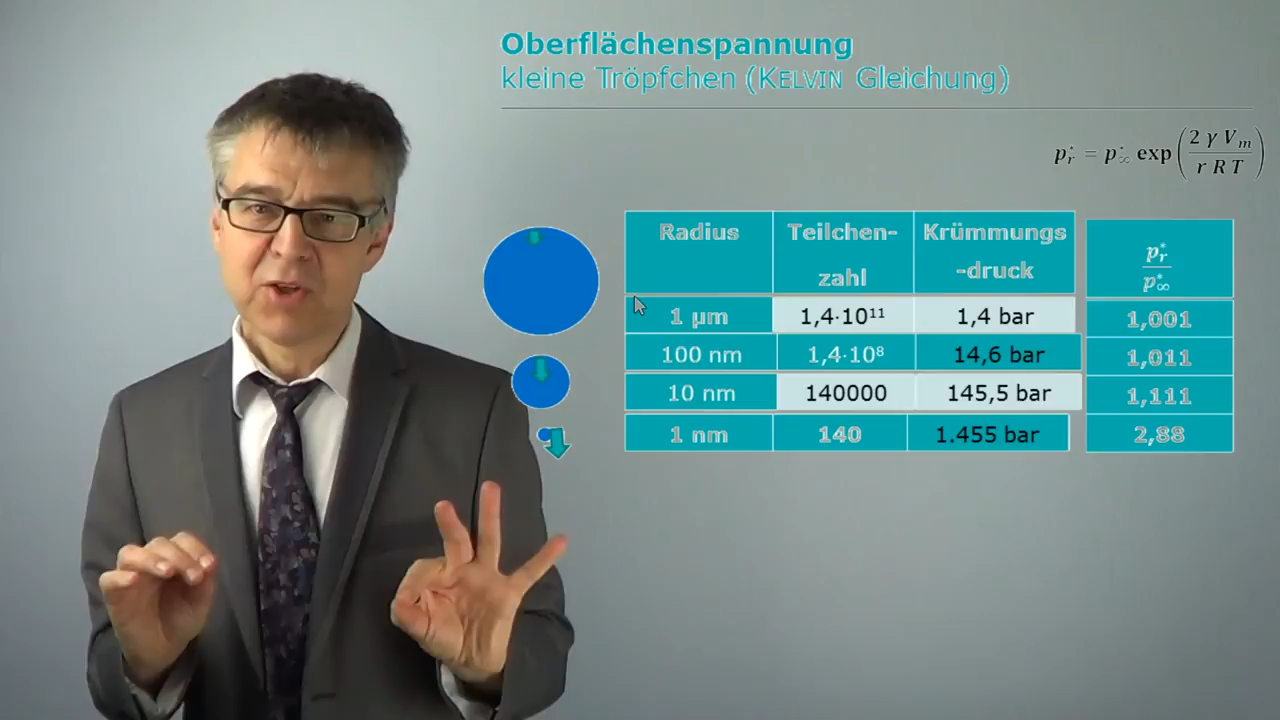 Oberflächenspannung
kleine Tröpfchen (KELVIN Gleichung)
p*r = p*∞ exp(2 γ Vm / r R T)
Radius Teilchen-zahl Krümmungs-druck p*r / p*∞
1 µm 1,4·10¹¹ 1,4 bar 1,001
100 nm 1,4·10⁸ 14,6 bar 1,011
10 nm 140000 145,5 bar 1,111
1 nm 140 1.455 bar 2,88